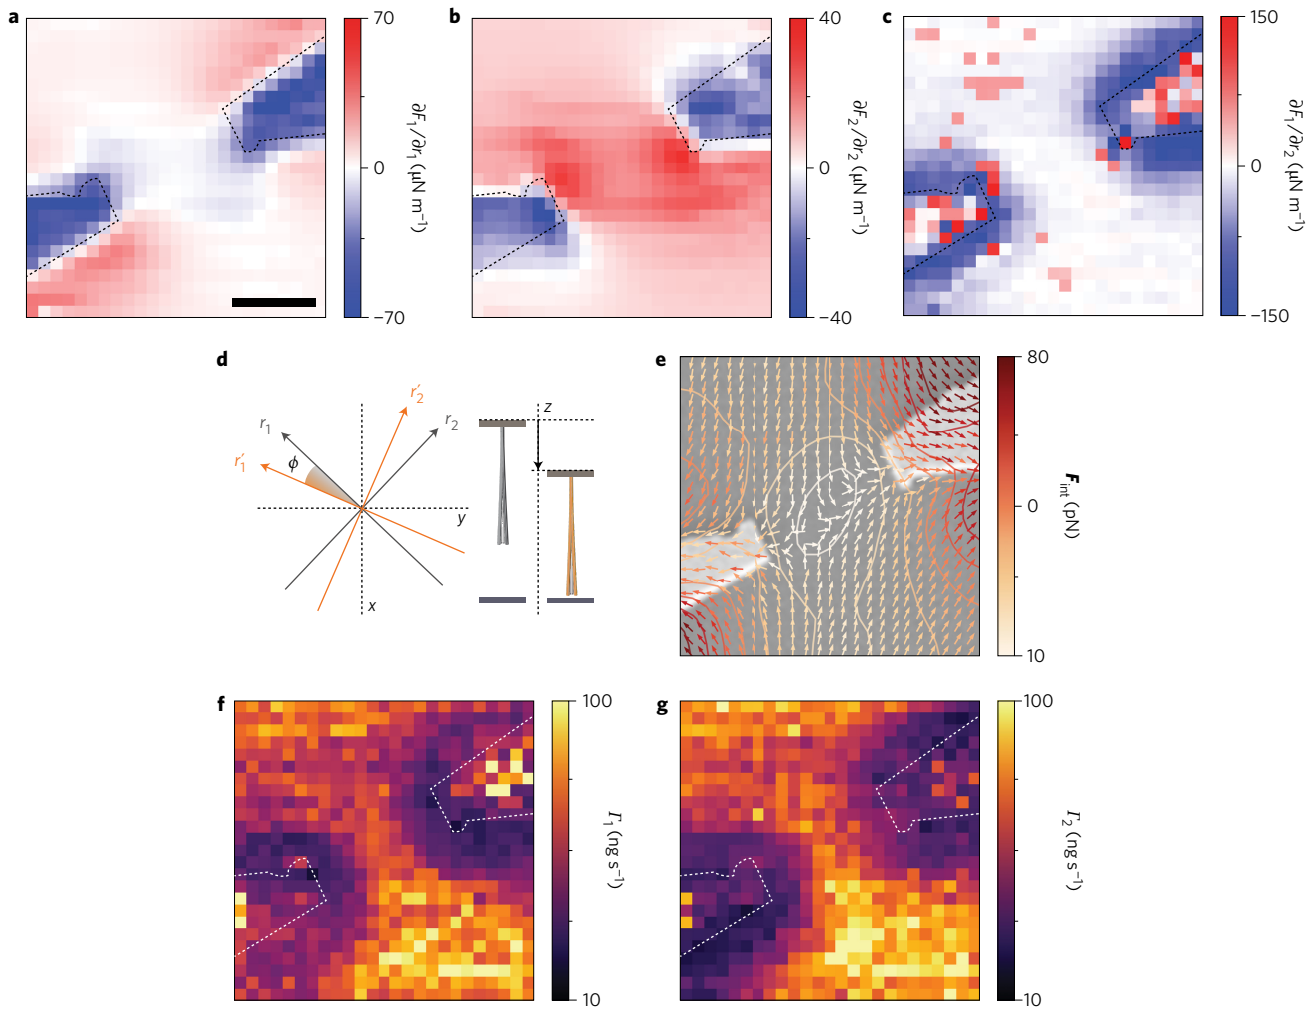 a
70
0
−70
∂F1/∂r1 (µN m−1)
b
40
0
−40
∂F2/∂r2 (µN m−1)
c
150
0
−150
∂F1/∂r2 (µN m−1)
d
r1
r′1
ϕ
r′2
r2
y
x
z
e
80
0
10
Fint (pN)
f
100
10
Γ1 (ng s−1)
g
100
10
Γ2 (ng s−1)